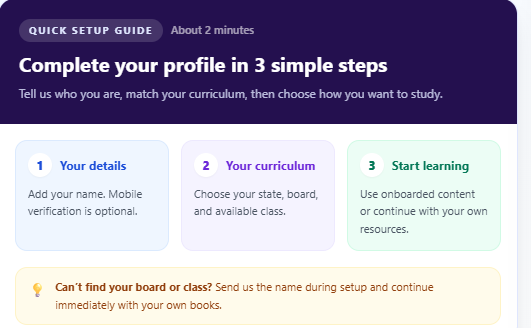 QUICK SETUP GUIDE About 2 minutes
Complete your profile in 3 simple steps
Tell us who you are, match your curriculum, then choose how you want to study.
1 Your details
Add your name. Mobile
verification is optional.
2 Your curriculum
Choose your state, board,
and available class.
3 Start learning
Use onboarded content
or continue with your own
resources.
Can't find your board or class? Send us the name during setup and continue
immediately with your own books.